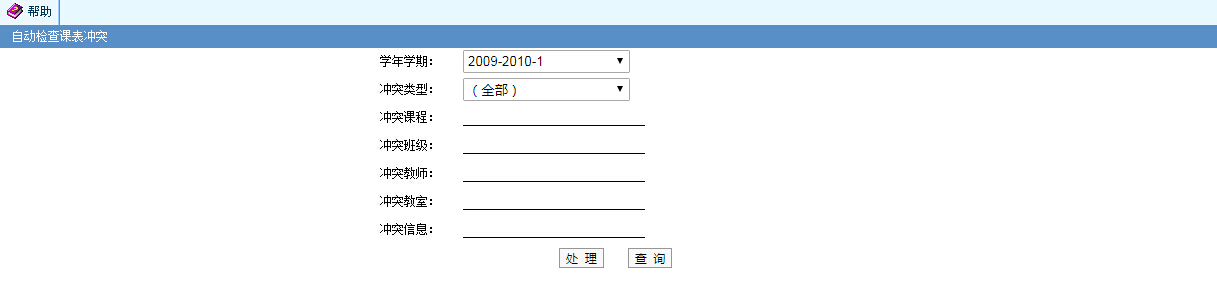 帮助
自动检查课表冲突
学年学期： 2009-2010-1
冲突类型： （全部）
冲突课程：
冲突班级：
冲突教师：
冲突教室：
冲突信息：
处 理 查 询